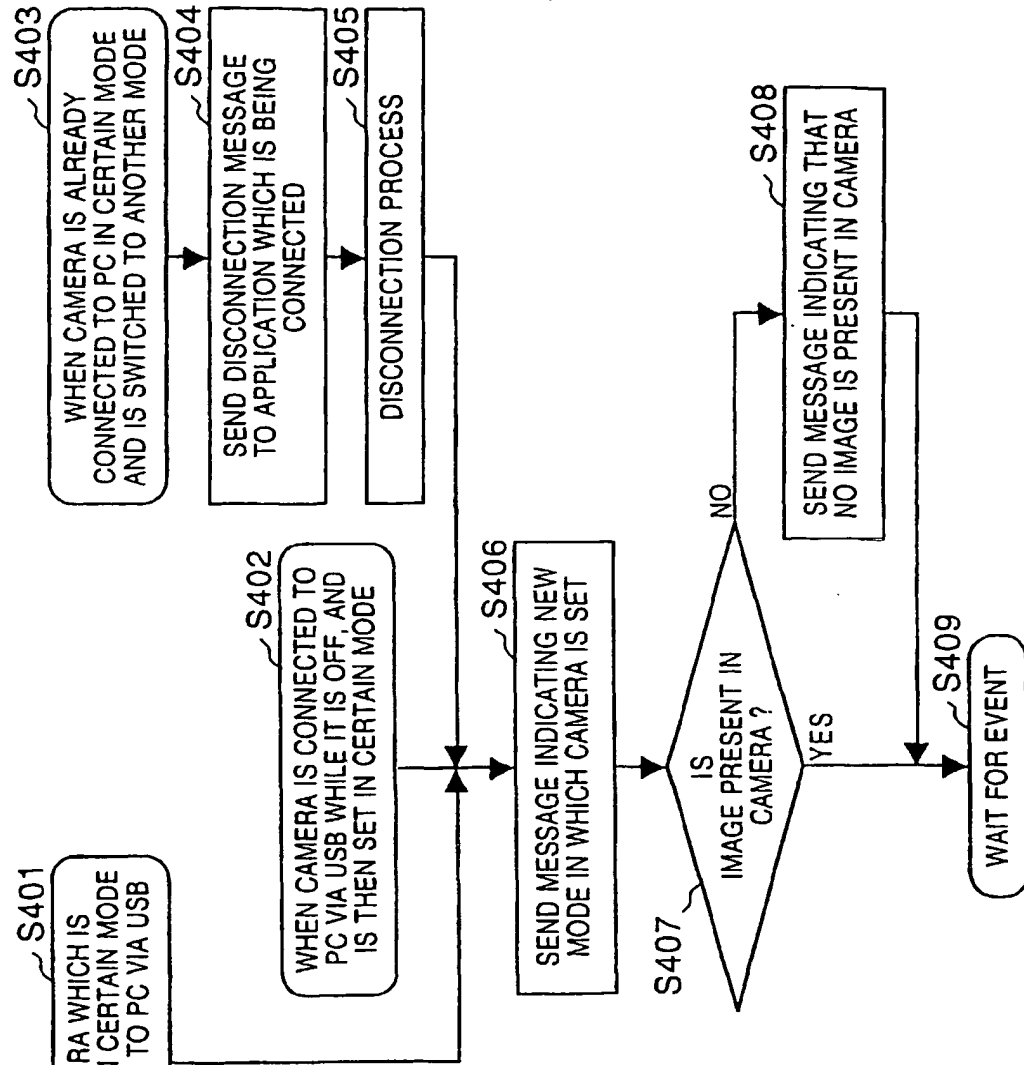 S401
RA WHICH IS
CERTAIN MODE
TO PC VIA USB
S402
WHEN CAMERA IS CONNECTED TO
PC VIA USB WHILE IT IS OFF, AND
IS THEN SET IN CERTAIN MODE
S403
WHEN CAMERA IS ALREADY
CONNECTED TO PC IN CERTAIN MODE
AND IS SWITCHED TO ANOTHER MODE
S404
SEND DISCONNECTION MESSAGE
TO APPLICATION WHICH IS BEING
CONNECTED
S405
DISCONNECTION PROCESS
S406
SEND MESSAGE INDICATING NEW
MODE IN WHICH CAMERA IS SET
S407
IS
IMAGE PRESENT IN
CAMERA ?
NO
YES
S408
SEND MESSAGE INDICATING THAT
NO IMAGE IS PRESENT IN CAMERA
S409
WAIT FOR EVENT